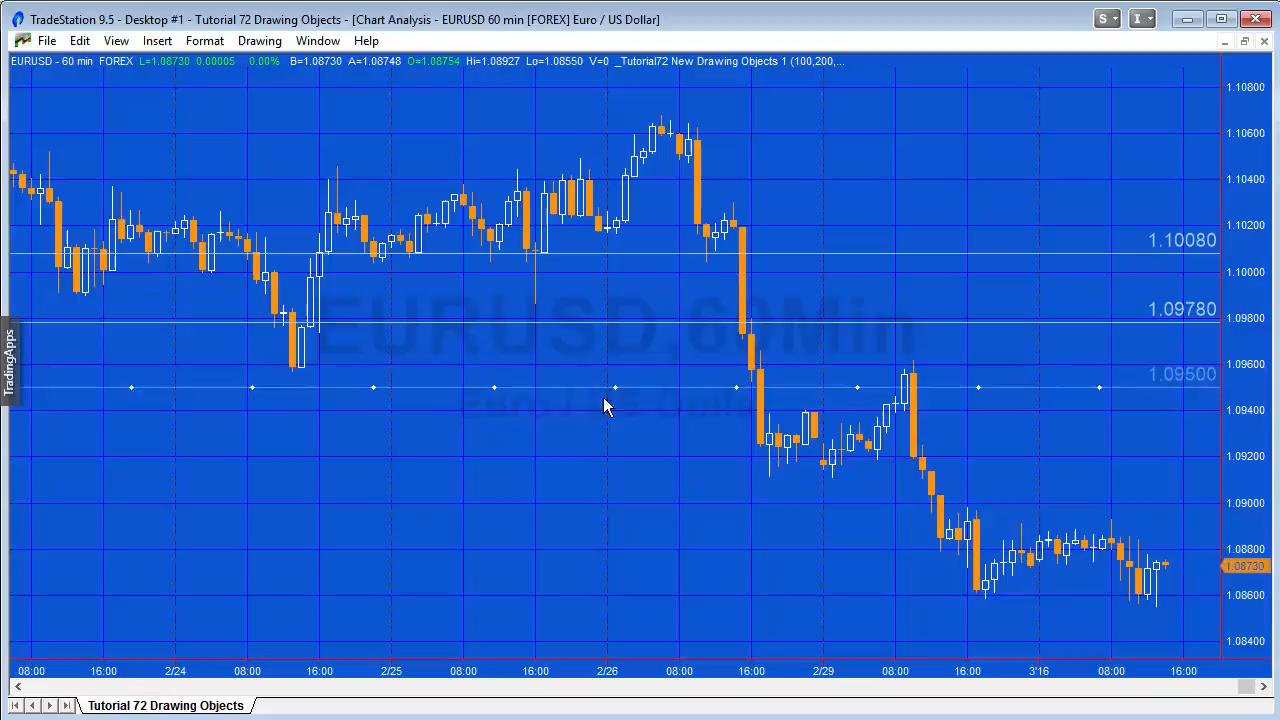 TradeStation 9.5 - Desktop #1 - Tutorial 72 Drawing Objects - [Chart Analysis - EURUSD 60 min [FOREX] Euro / US Dollar]
S
I
File Edit View Insert Format Drawing Window Help
EURUSD - 60 min FOREX L=1.08730 0.00005 0.00% B=1.08730 A=1.08748 O=1.08754 Hi=1.08927 Lo=1.08550 V=0 _Tutorial72 New Drawing Objects 1 (100,200,...
1.10800
1.10600
1.10400
1.10200
1.10080
1.10000
1.09780
1.09800
EURUSD,60Min
TradingApps
1.09600
1.09500
Euro / US Dollar
1.09400
1.09200
1.09000
1.08800
1.08730
1.08600
1.08400
08:00 16:00 2/24 08:00 16:00 2/25 08:00 16:00 2/26 08:00 16:00 2/29 08:00 16:00 3'16 08:00 16:00
Tutorial 72 Drawing Objects